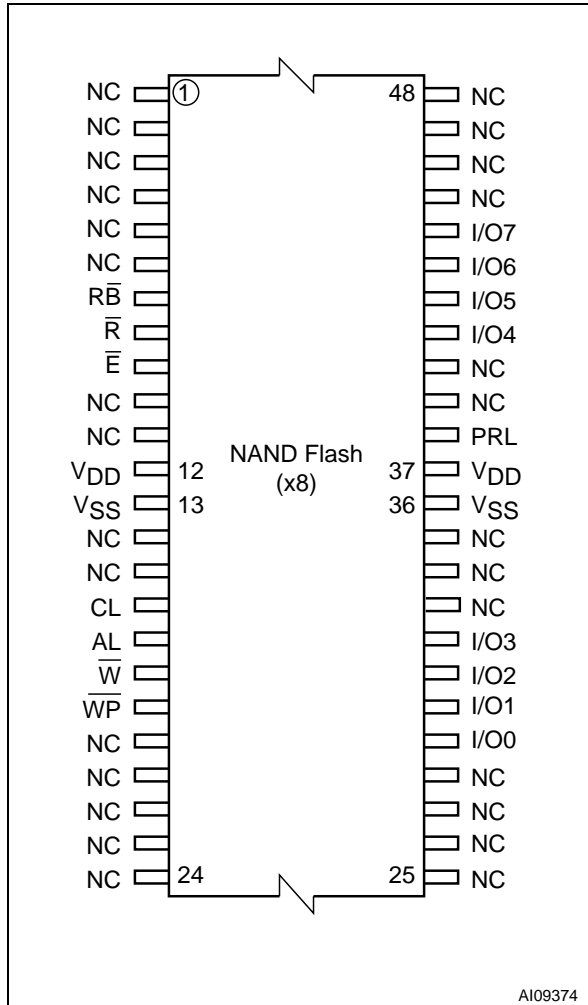 NC ① 48 NC
NC NC
NC NC
NC NC
NC I/O7
NC I/O6
RB̅ I/O5
R̅ I/O4
E̅ NC
NC NC
NC PRL
VDD 12 NAND Flash 37 VDD
VSS 13 (x8) 36 VSS
NC NC
NC NC
CL NC
AL I/O3
W̅ I/O2
W̅P̅ I/O1
NC I/O0
NC NC
NC NC
NC NC
NC 24 25 NC
AI09374